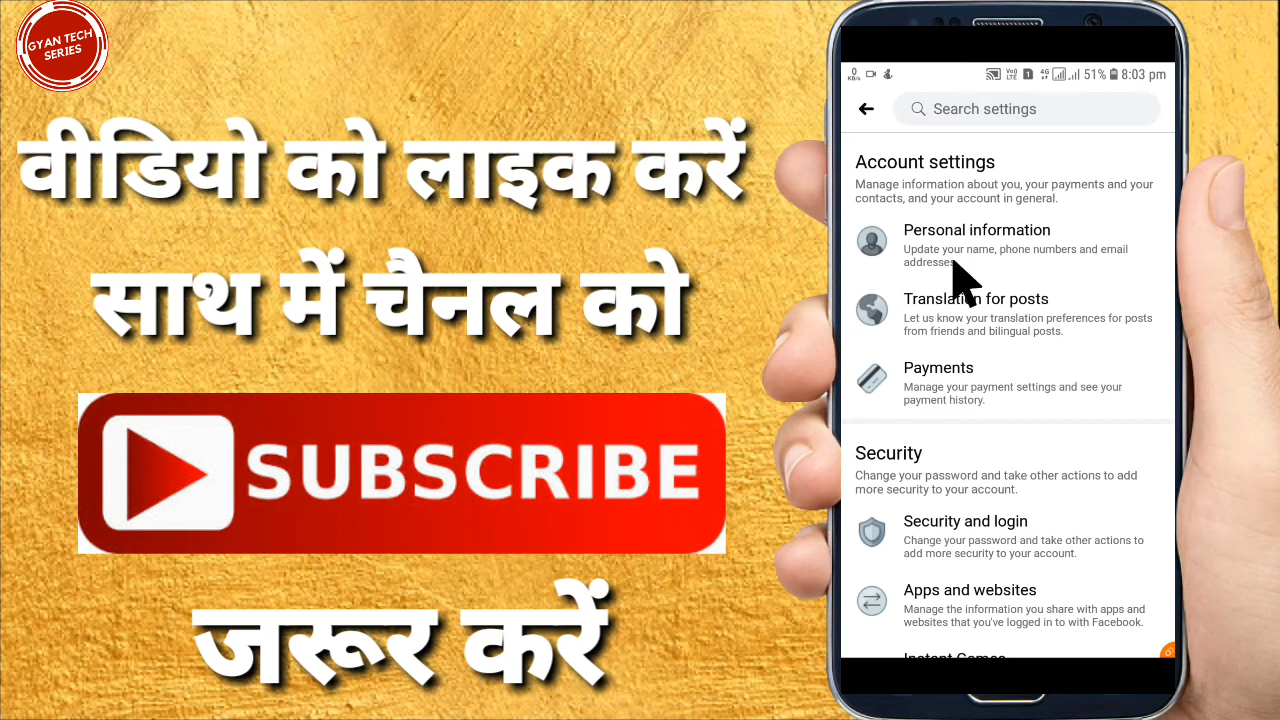 GYAN TECH
SERIES
वीडियो को लाइक करें
साथ में चैनल को
SUBSCRIBE
जरूर करें
0
KB/s
Vo))
LTE
1
4G
51%
8:03 pm
Search settings
Account settings
Manage information about you, your payments and your
contacts, and your account in general.
Personal information
Update your name, phone numbers and email
addresses.
Translation for posts
Let us know your translation preferences for posts
from friends and bilingual posts.
Payments
Manage your payment settings and see your
payment history.
Security
Change your password and take other actions to add
more security to your account.
Security and login
Change your password and take other actions to
add more security to your account.
Apps and websites
Manage the information you share with apps and
websites that you've logged in to with Facebook.